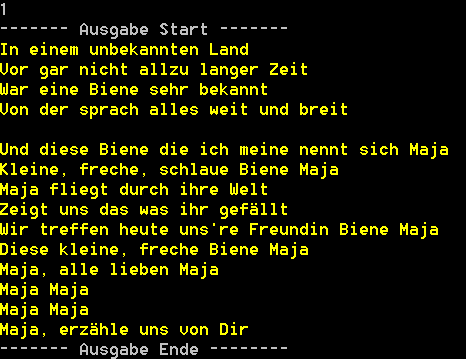 1
------- Ausgabe Start -------
In einem unbekannten Land
Vor gar nicht allzu langer Zeit
War eine Biene sehr bekannt
Von der sprach alles weit und breit

Und diese Biene die ich meine nennt sich Maja
Kleine, freche, schlaue Biene Maja
Maja fliegt durch ihre Welt
Zeigt uns das was ihr gefällt
Wir treffen heute uns're Freundin Biene Maja
Diese kleine, freche Biene Maja
Maja, alle lieben Maja
Maja Maja
Maja Maja
Maja, erzähle uns von Dir
------- Ausgabe Ende --------